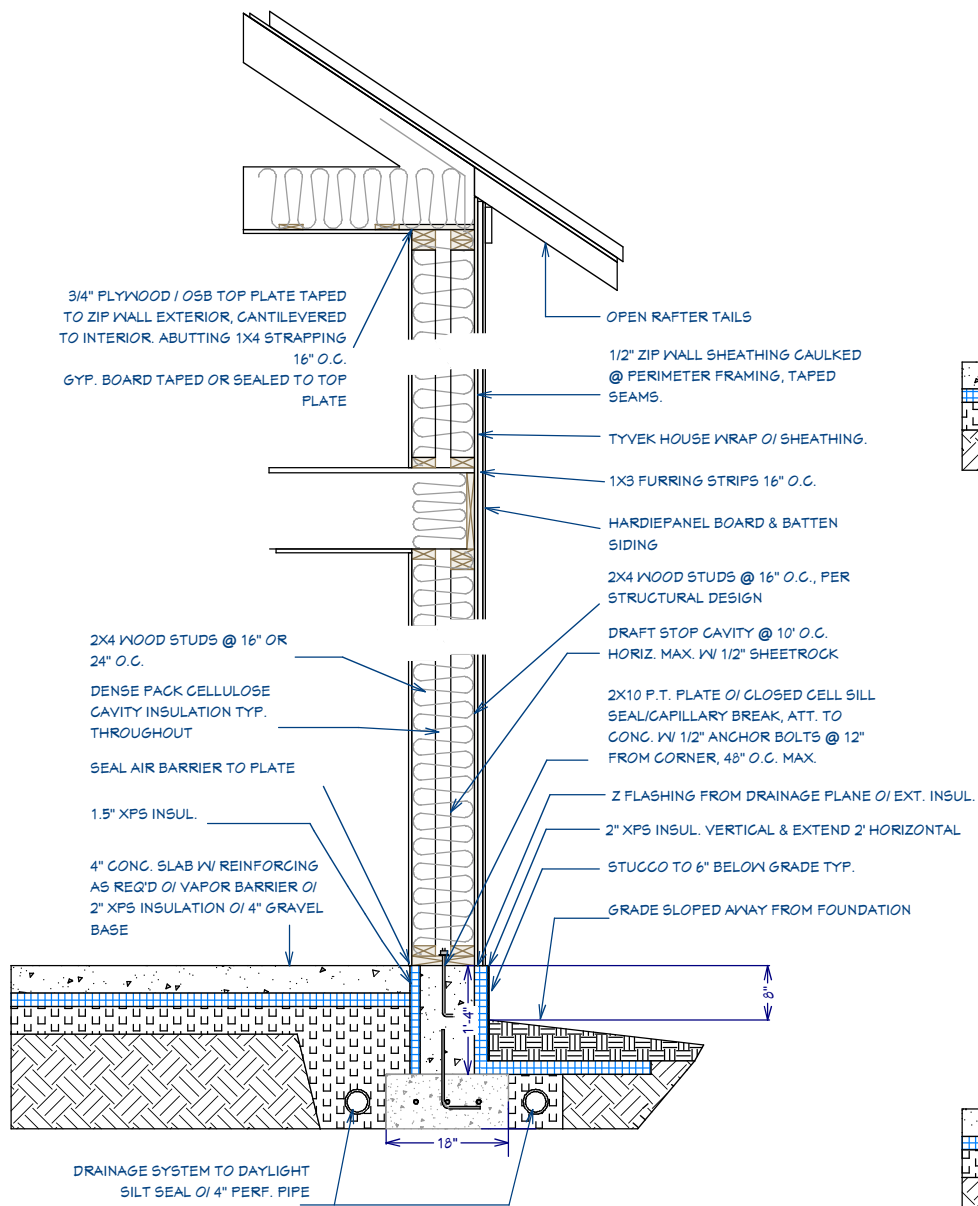 3/4" PLYWOOD / OSB TOP PLATE TAPED
TO ZIP WALL EXTERIOR, CANTILEVERED
TO INTERIOR. ABUTTING 1X4 STRAPPING
16" O.C.
GYP. BOARD TAPED OR SEALED TO TOP
PLATE
OPEN RAFTER TAILS
1/2" ZIP WALL SHEATHING CAULKED
@ PERIMETER FRAMING, TAPED
SEAMS.
TYVEK HOUSE WRAP O/ SHEATHING.
1X3 FURRING STRIPS 16" O.C.
HARDIEPANEL BOARD & BATTEN
SIDING
2X4 WOOD STUDS @ 16" O.C., PER
STRUCTURAL DESIGN
DRAFT STOP CAVITY @ 10' O.C.
HORIZ. MAX. W/ 1/2" SHEETROCK
2X10 P.T. PLATE O/ CLOSED CELL SILL
SEAL/CAPILLARY BREAK, ATT. TO
CONC. W/ 1/2" ANCHOR BOLTS @ 12"
FROM CORNER, 48" O.C. MAX.
Z FLASHING FROM DRAINAGE PLANE O/ EXT. INSUL.
2" XPS INSUL. VERTICAL & EXTEND 2' HORIZONTAL
STUCCO TO 6" BELOW GRADE TYP.
GRADE SLOPED AWAY FROM FOUNDATION
2X4 WOOD STUDS @ 16" OR
24" O.C.
DENSE PACK CELLULOSE
CAVITY INSULATION TYP.
THROUGHOUT
SEAL AIR BARRIER TO PLATE
1.5" XPS INSUL.
4" CONC. SLAB W/ REINFORCING
AS REQ'D O/ VAPOR BARRIER O/
2" XPS INSULATION O/ 4" GRAVEL
BASE
8"
1'-4"
18"
DRAINAGE SYSTEM TO DAYLIGHT
SILT SEAL O/ 4" PERF. PIPE